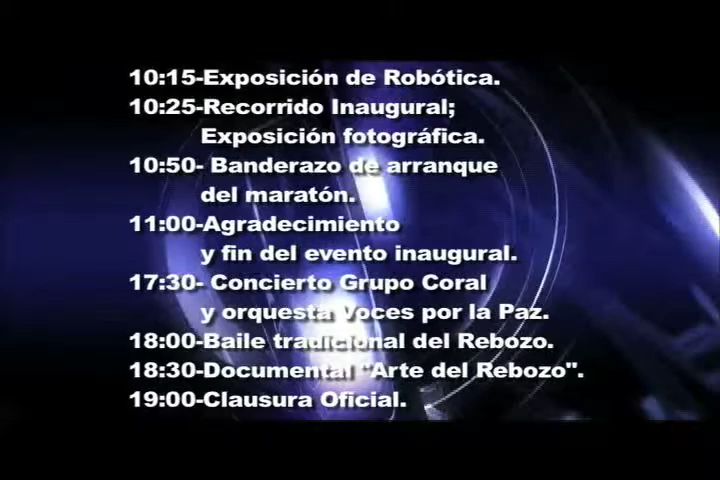 10:15-Exposición de Robótica.
10:25-Recorrido Inaugural;
Exposición fotográfica.
10:50- Banderazo de arranque
del maratón.
11:00-Agradecimiento
y fin del evento inaugural.
17:30- Concierto Grupo Coral
y orquesta Voces por la Paz.
18:00-Baile tradicional del Rebozo.
18:30-Documental "Arte del Rebozo".
19:00-Clausura Oficial.